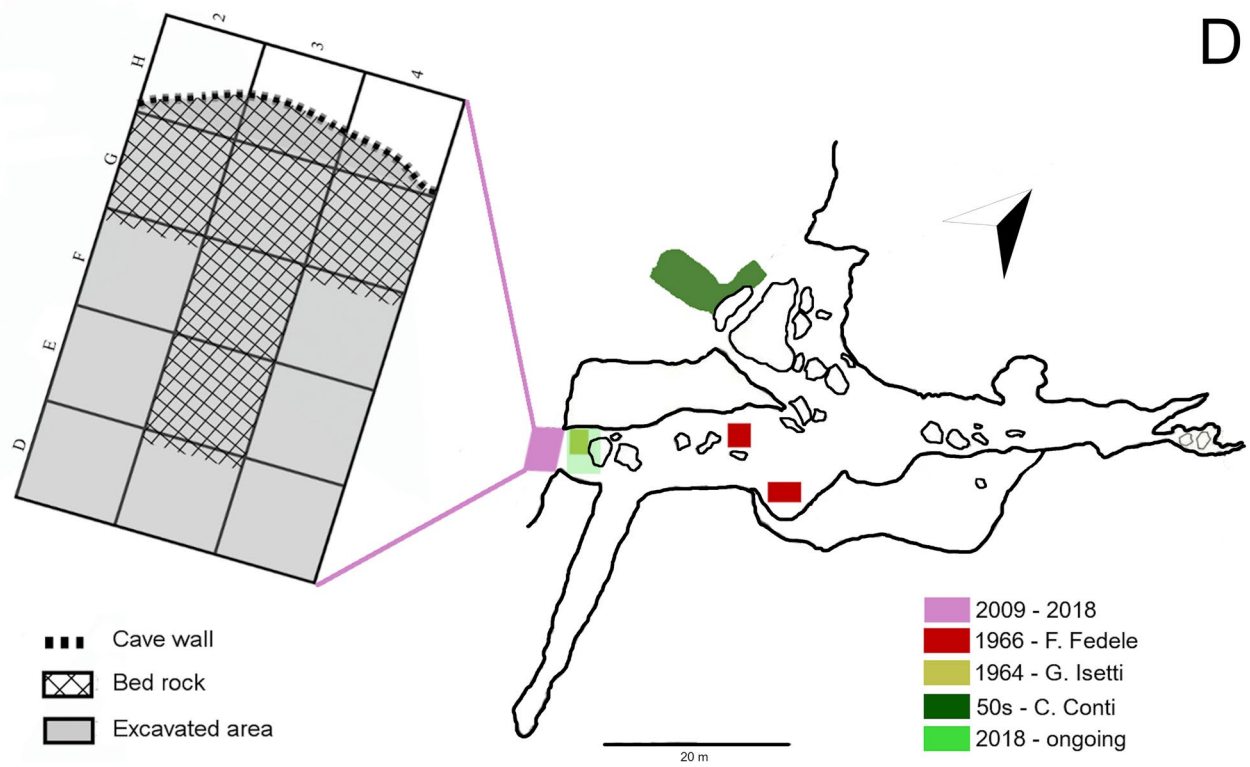 D
2
3
4
H
G
F
E
D
Cave wall
Bed rock
Excavated area
2009 - 2018
1966 - F. Fedele
1964 - G. Isetti
50s - C. Conti
2018 - ongoing
20 m